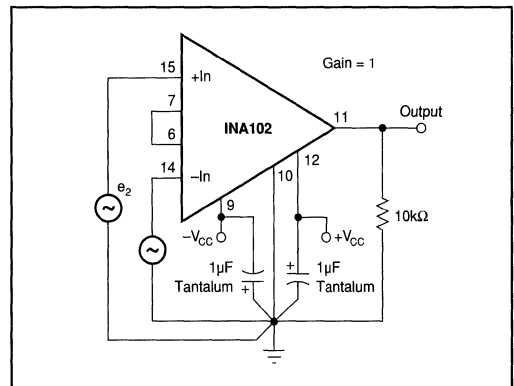 15
+In
Gain = 1
7
11
Output
INA102
6
12
14
–In
10
9
e2
10kΩ
–VCC
+VCC
1µF
Tantalum
+
+
1µF
Tantalum